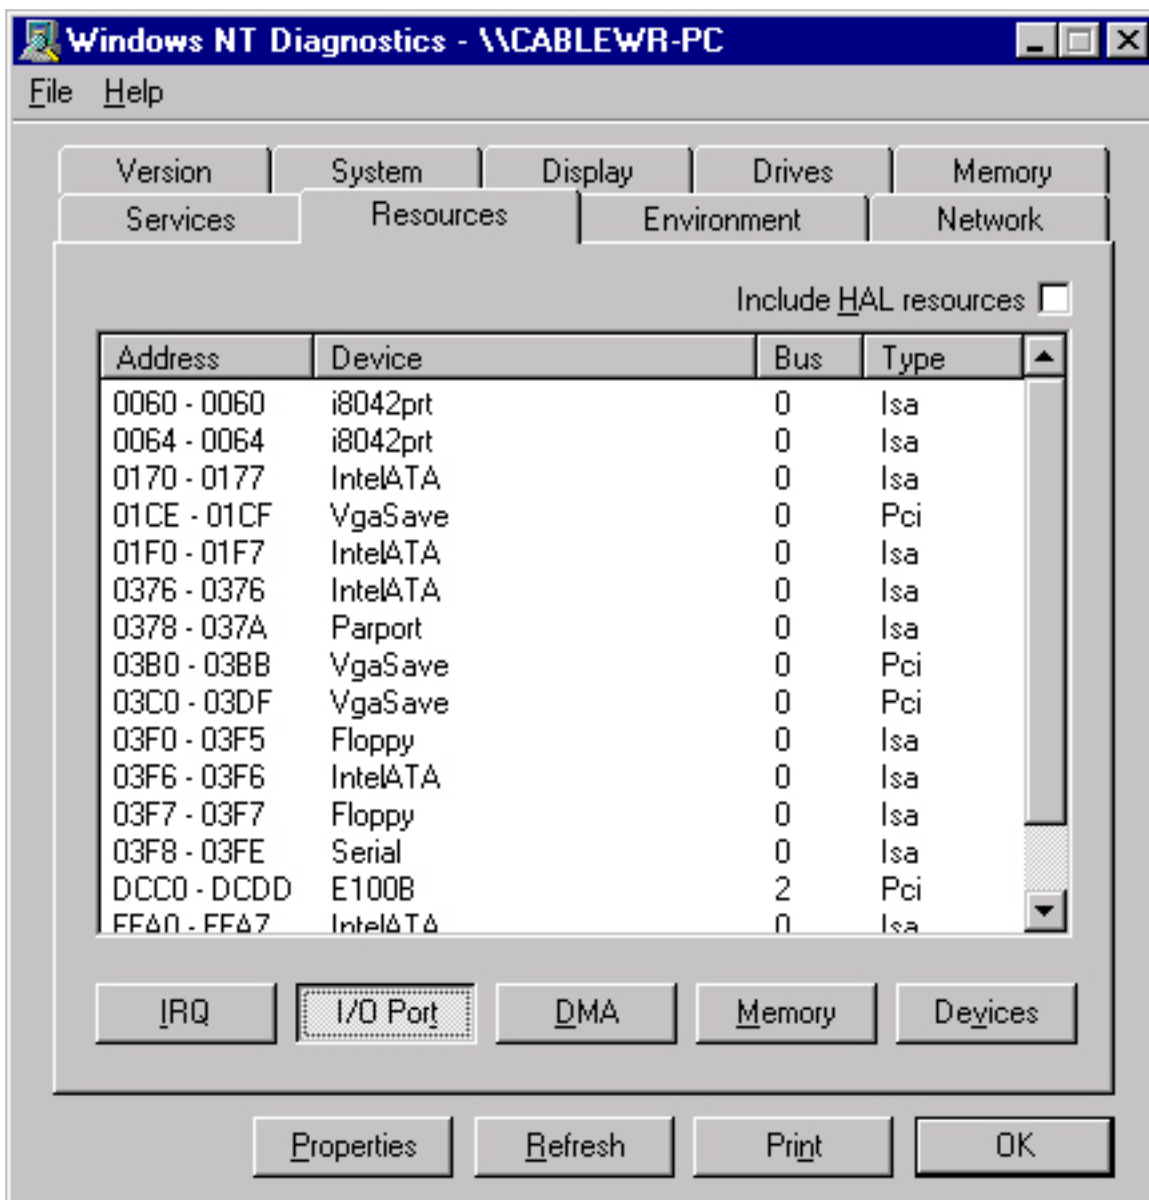 Windows NT Diagnostics - \\CABLEWR-PC
File Help
Version System Display Drives Memory
Services Resources Environment Network
Include HAL resources
Address Device Bus Type
0060 - 0060 i8042prt 0 Isa
0064 - 0064 i8042prt 0 Isa
0170 - 0177 IntelATA 0 Isa
01CE - 01CF VgaSave 0 Pci
01F0 - 01F7 IntelATA 0 Isa
0376 - 0376 IntelATA 0 Isa
0378 - 037A Parport 0 Isa
03B0 - 03BB VgaSave 0 Pci
03C0 - 03DF VgaSave 0 Pci
03F0 - 03F5 Floppy 0 Isa
03F6 - 03F6 IntelATA 0 Isa
03F7 - 03F7 Floppy 0 Isa
03F8 - 03FE Serial 0 Isa
DCC0 - DCDD E100B 2 Pci
FFA0 - FFA7 IntelATA 0 Isa
IRQ I/O Port DMA Memory Devices
Properties Refresh Print OK